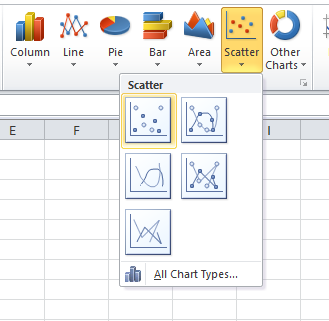 Column Line Pie Bar Area Scatter Other Charts
Scatter
E F I
All Chart Types...